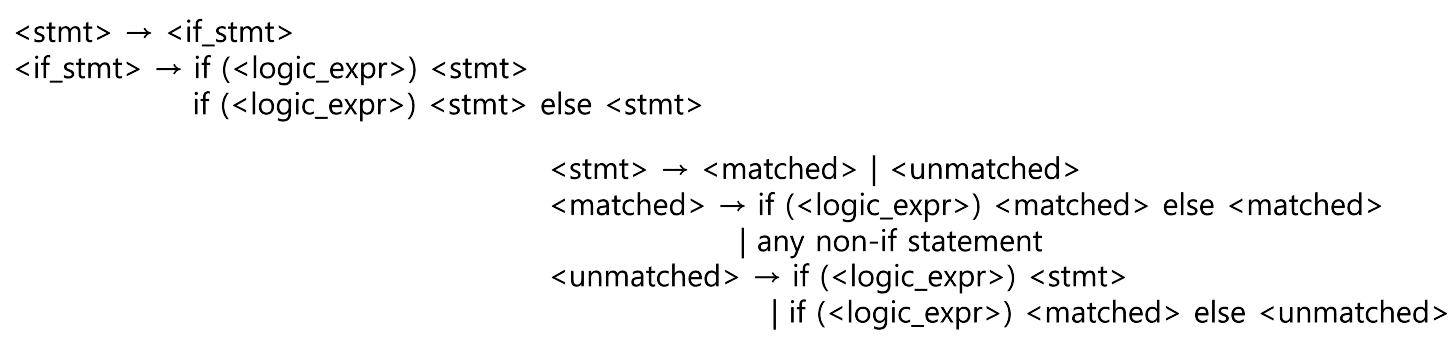 <stmt> → <if_stmt>
<if_stmt> → if (<logic_expr>) <stmt>
if (<logic_expr>) <stmt> else <stmt>
<stmt> → <matched> | <unmatched>
<matched> → if (<logic_expr>) <matched> else <matched>
| any non-if statement
<unmatched> → if (<logic_expr>) <stmt>
| if (<logic_expr>) <matched> else <unmatched>